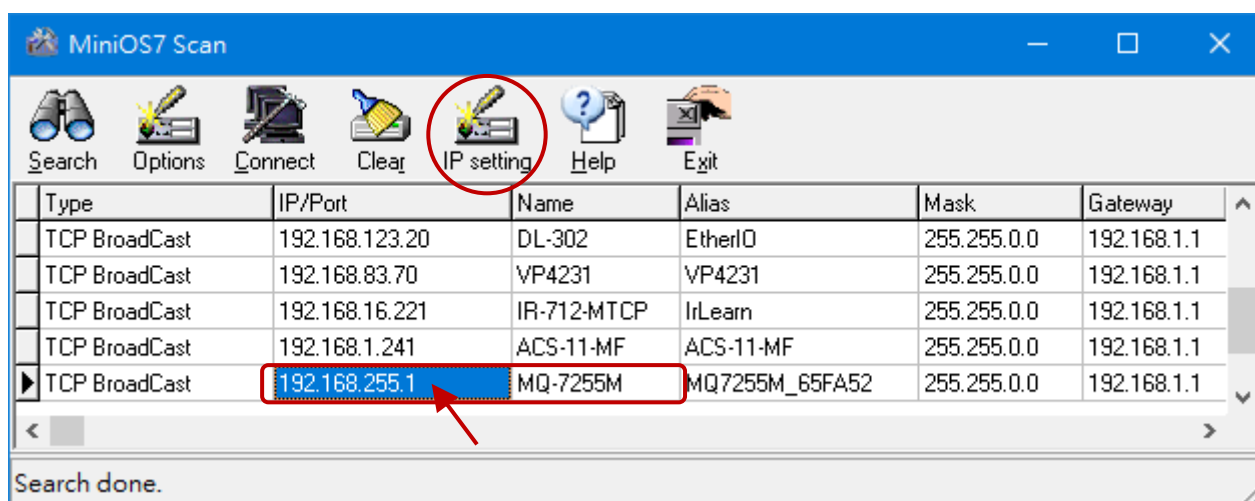 MiniOS7 Scan
Search Options Connect Clear IP setting Help Exit
Type IP/Port Name Alias Mask Gateway
TCP BroadCast 192.168.123.20 DL-302 EtherIO 255.255.0.0 192.168.1.1
TCP BroadCast 192.168.83.70 VP4231 VP4231 255.255.0.0 192.168.1.1
TCP BroadCast 192.168.16.221 IR-712-MTCP IrLearn 255.255.0.0 192.168.1.1
TCP BroadCast 192.168.1.241 ACS-11-MF ACS-11-MF 255.255.0.0 192.168.1.1
TCP BroadCast 192.168.255.1 MQ-7255M MQ7255M_65FA52 255.255.0.0 192.168.1.1
Search done.